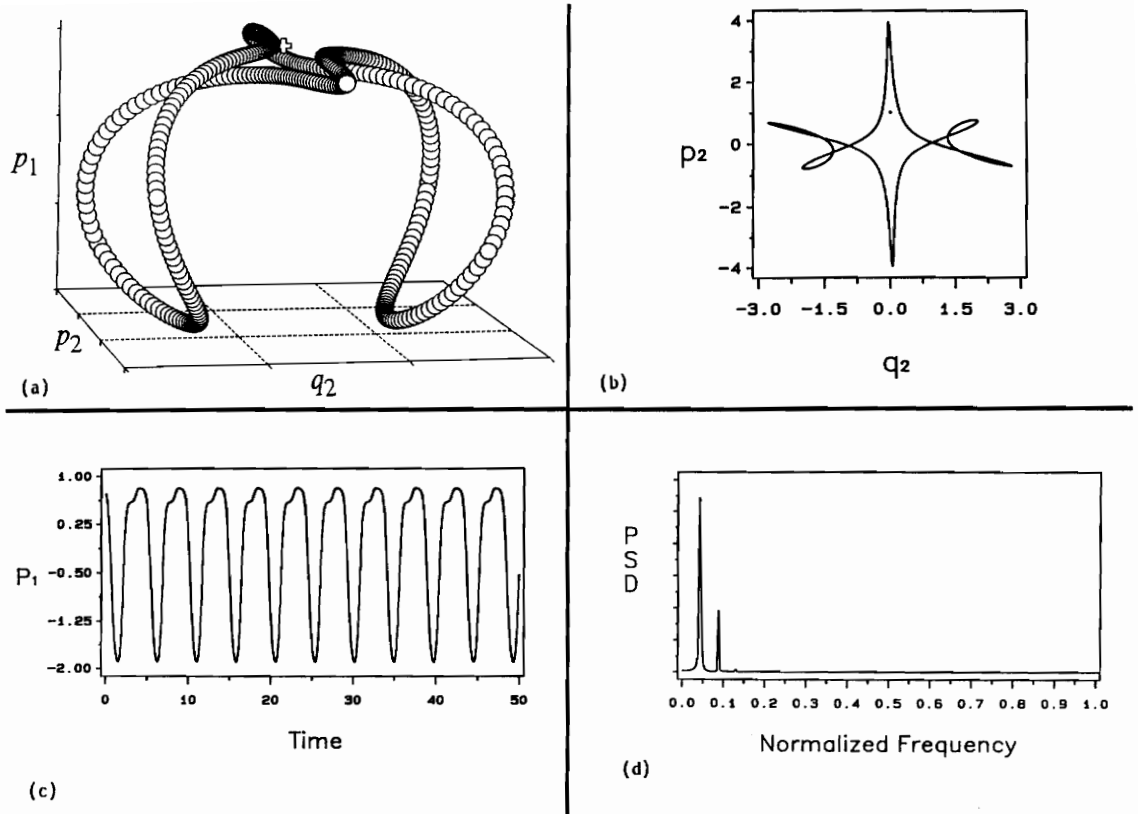 p1
p2
q2
(a)
4
2
0
-2
-4
p2
-3.0 -1.5 0.0 1.5 3.0
q2
(b)
1.00
0.25
-0.50
-1.25
-2.00
P1
0 10 20 30 40 50
Time
(c)
P
S
D
0.0 0.1 0.2 0.3 0.4 0.5 0.6 0.7 0.8 0.9 1.0
Normalized Frequency
(d)